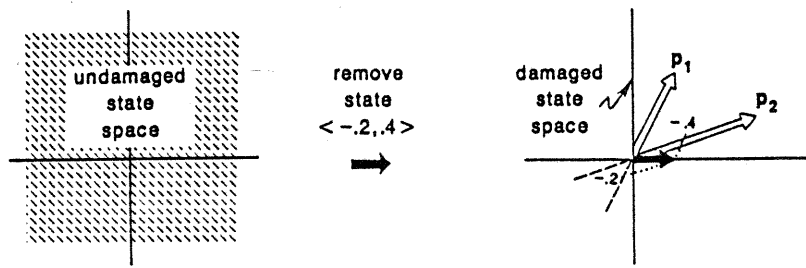 undamaged
state
space
remove
state
< -.2,.4 >
damaged
state
space
p1
p2
-.4
-.2